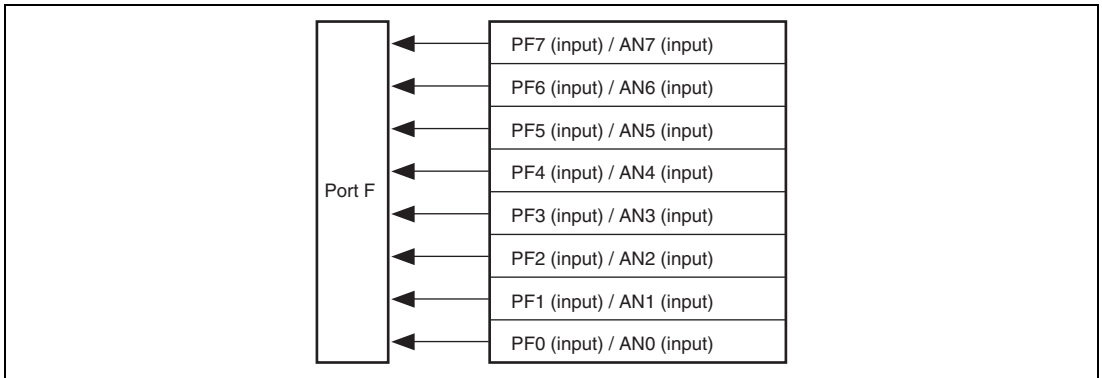 Port F
PF7 (input) / AN7 (input)
PF6 (input) / AN6 (input)
PF5 (input) / AN5 (input)
PF4 (input) / AN4 (input)
PF3 (input) / AN3 (input)
PF2 (input) / AN2 (input)
PF1 (input) / AN1 (input)
PF0 (input) / AN0 (input)